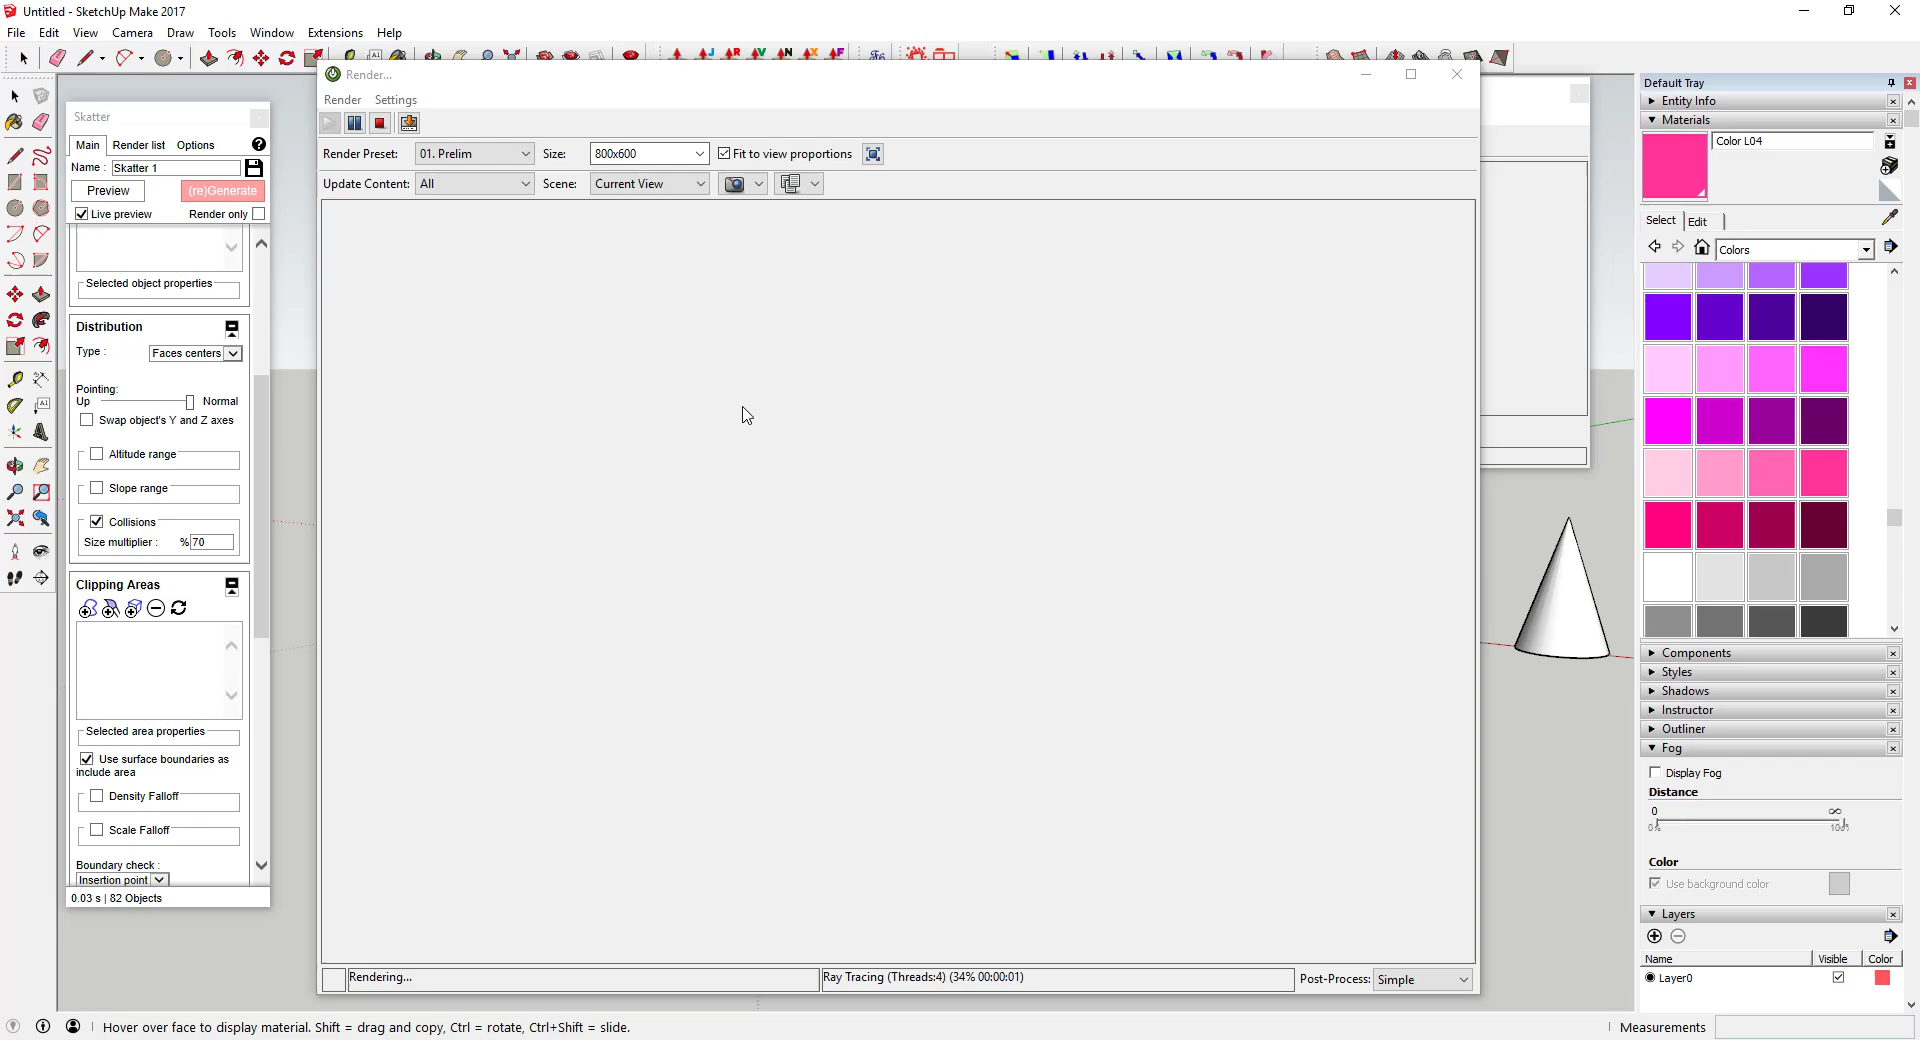 Untitled - SketchUp Make 2017
File Edit View Camera Draw Tools Window Extensions Help
Skatter
Main Render list Options
Name : Skatter 1
Preview (re)Generate
Live preview Render only
Selected object properties
Distribution
Type : Faces centers
Pointing:
Up Normal
Swap object's Y and Z axes
Altitude range
Slope range
Collisions
Size multiplier : %70
Clipping Areas
Selected area properties
Use surface boundaries as
include area
Density Falloff
Scale Falloff
Boundary check :
Insertion point
0.03 s | 82 Objects
Render...
Render Settings
Render Preset: 01. Prelim Size: 800x600 Fit to view proportions
Update Content: All Scene: Current View
Rendering... Ray Tracing (Threads:4) (34% 00:00:01) Post-Process: Simple
Default Tray
Entity Info
Materials
Color L04
Select Edit
Colors
Components
Styles
Shadows
Instructor
Outliner
Fog
Display Fog
Distance
0 ∞
0%
Color
Use background color
Layers
Name Visible Color
Layer0
Hover over face to display material. Shift = drag and copy, Ctrl = rotate, Ctrl+Shift = slide.
Measurements